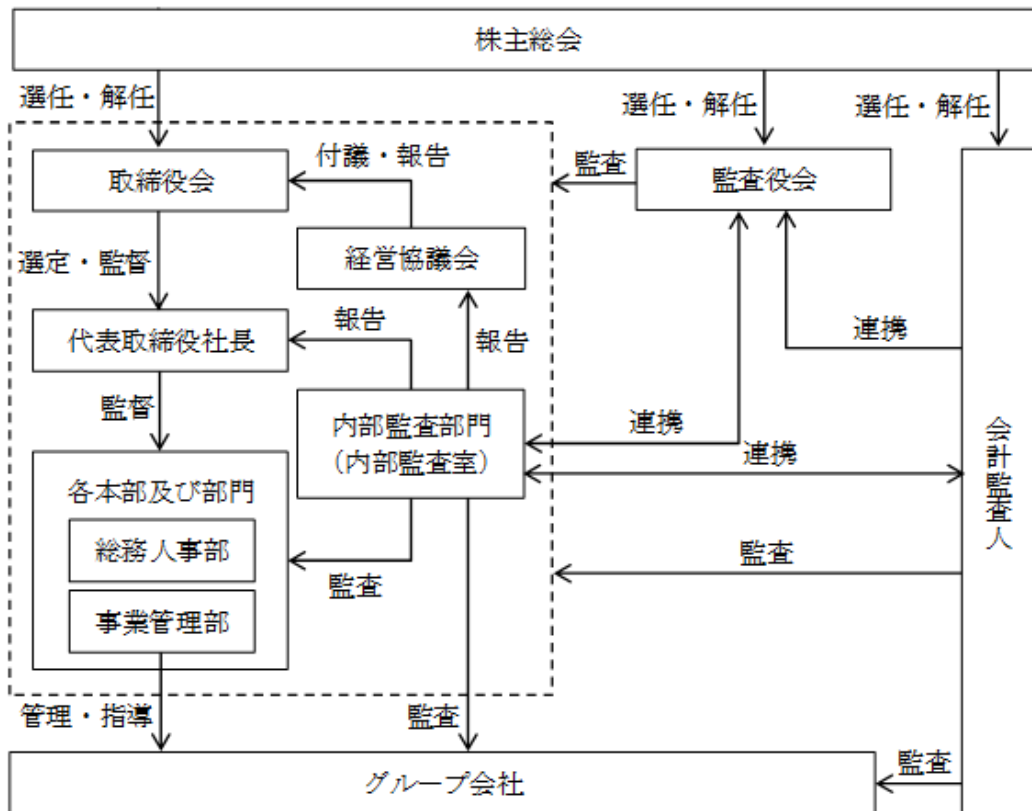 株主総会
選任・解任
選任・解任
選任・解任
取締役会
付議・報告
監査
監査役会
選定・監督
経営協議会
代表取締役社長
報告
報告
連携
監督
内部監査部門
(内部監査室)
連携
連携
会計監査人
各本部及び部門
総務人事部
監査
監査
事業管理部
管理・指導
監査
グループ会社
監査